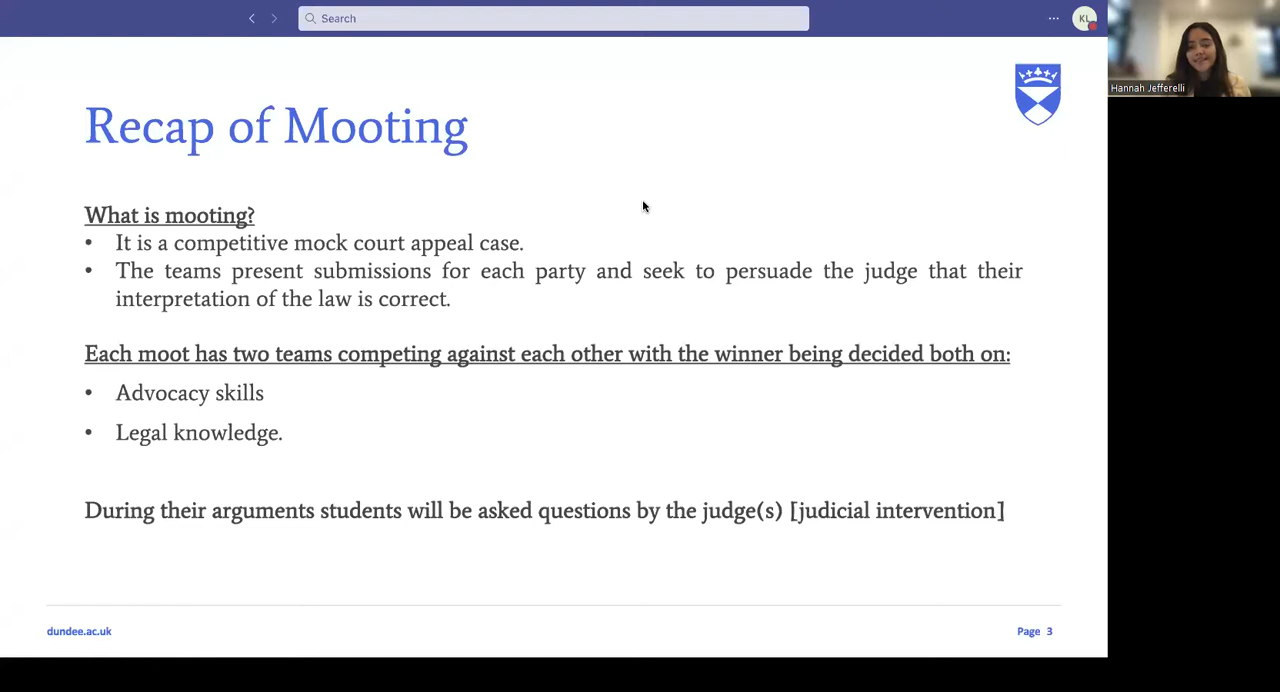 Search
KL
Hannah Jefferelli
Recap of Mooting
What is mooting?
• It is a competitive mock court appeal case.
• The teams present submissions for each party and seek to persuade the judge that their
interpretation of the law is correct.
Each moot has two teams competing against each other with the winner being decided both on:
• Advocacy skills
• Legal knowledge.
During their arguments students will be asked questions by the judge(s) [judicial intervention]
dundee.ac.uk
Page 3